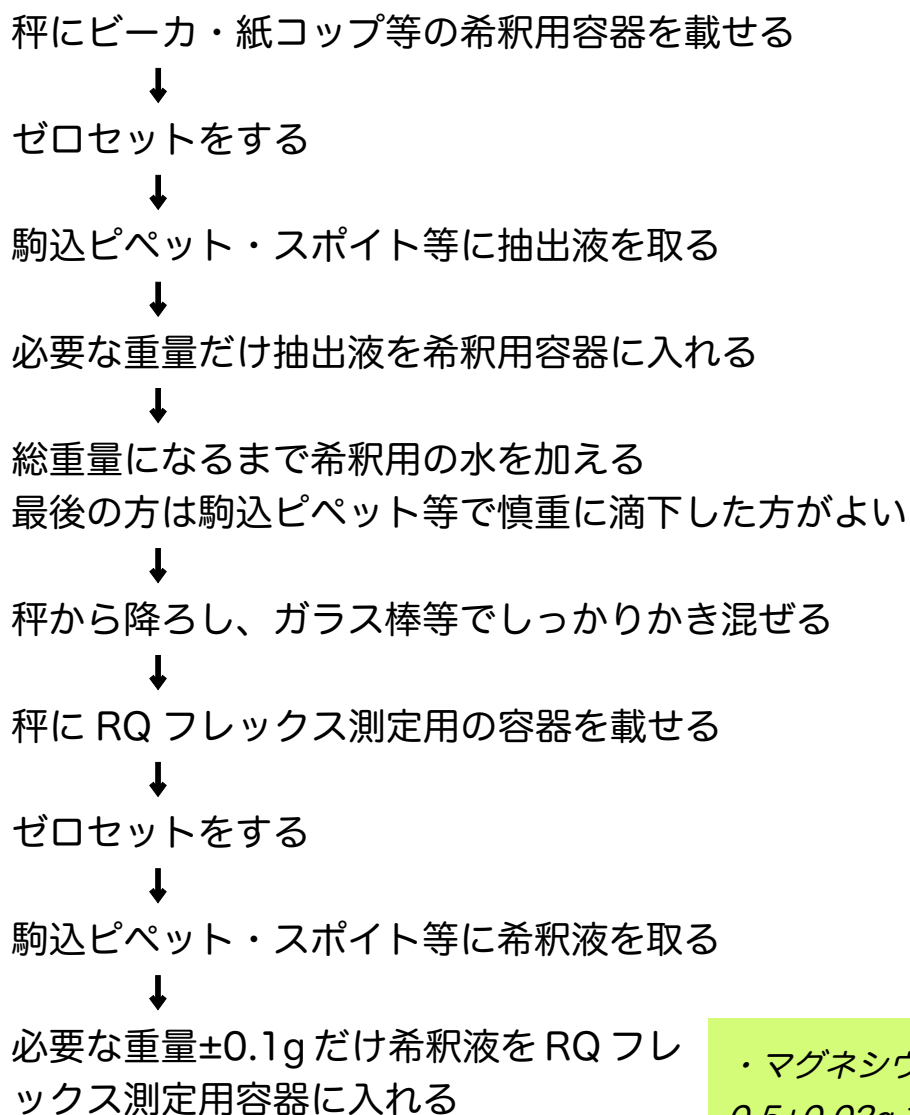 秤にビーカ・紙コップ等の希釈用容器を載せる
↓
ゼロセットをする
↓
駒込ピペット・スポイト等に抽出液を取る
↓
必要な重量だけ抽出液を希釈用容器に入れる
↓
総重量になるまで希釈用の水を加える
最後の方は駒込ピペット等で慎重に滴下した方がよい
↓
秤から降ろし、ガラス棒等でしっかりかき混ぜる
↓
秤に RQ フレックス測定用の容器を載せる
↓
ゼロセットをする
↓
駒込ピペット・スポイト等に希釈液を取る
↓
必要な重量±0.1g だけ希釈液を RQ フレ
ックス測定用容器に入れる
・マグネシウ